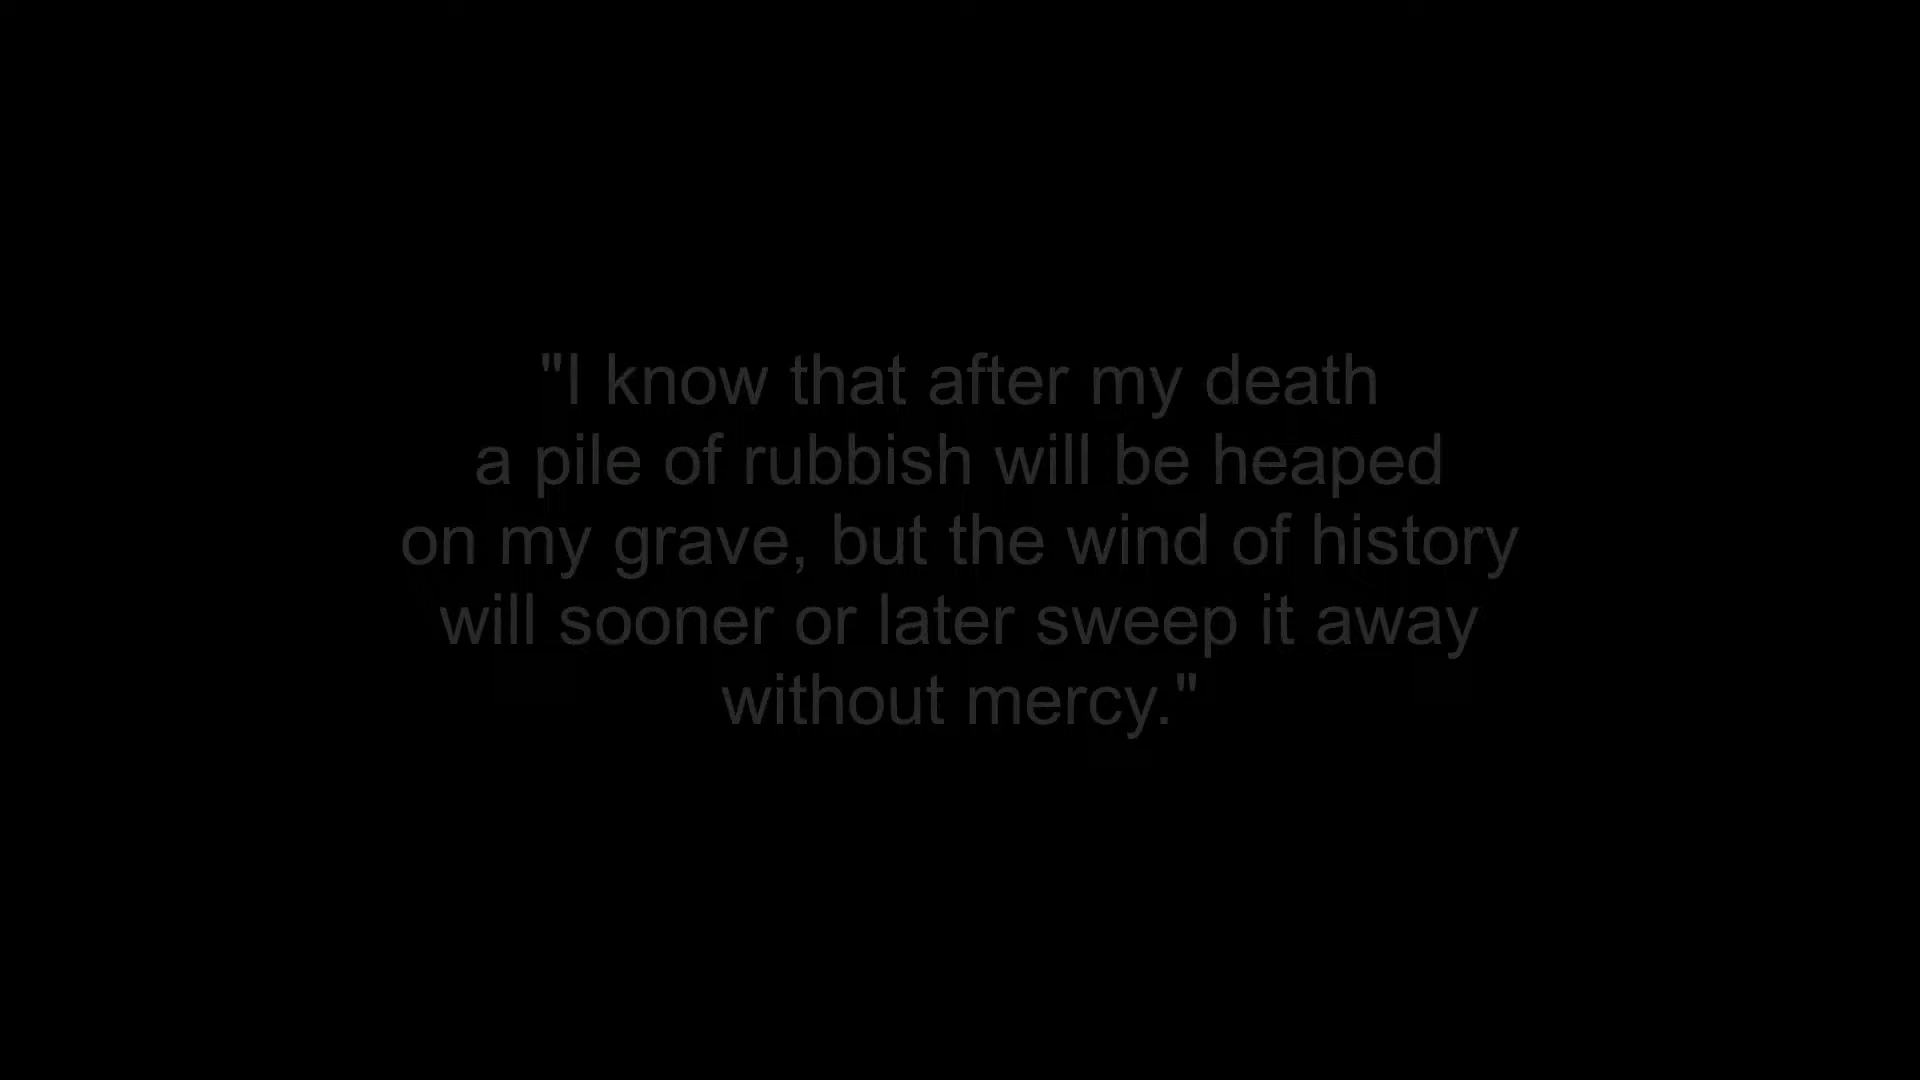 "I know that after my death
a pile of rubbish will be heaped
on my grave, but the wind of history
will sooner or later sweep it away
without mercy."